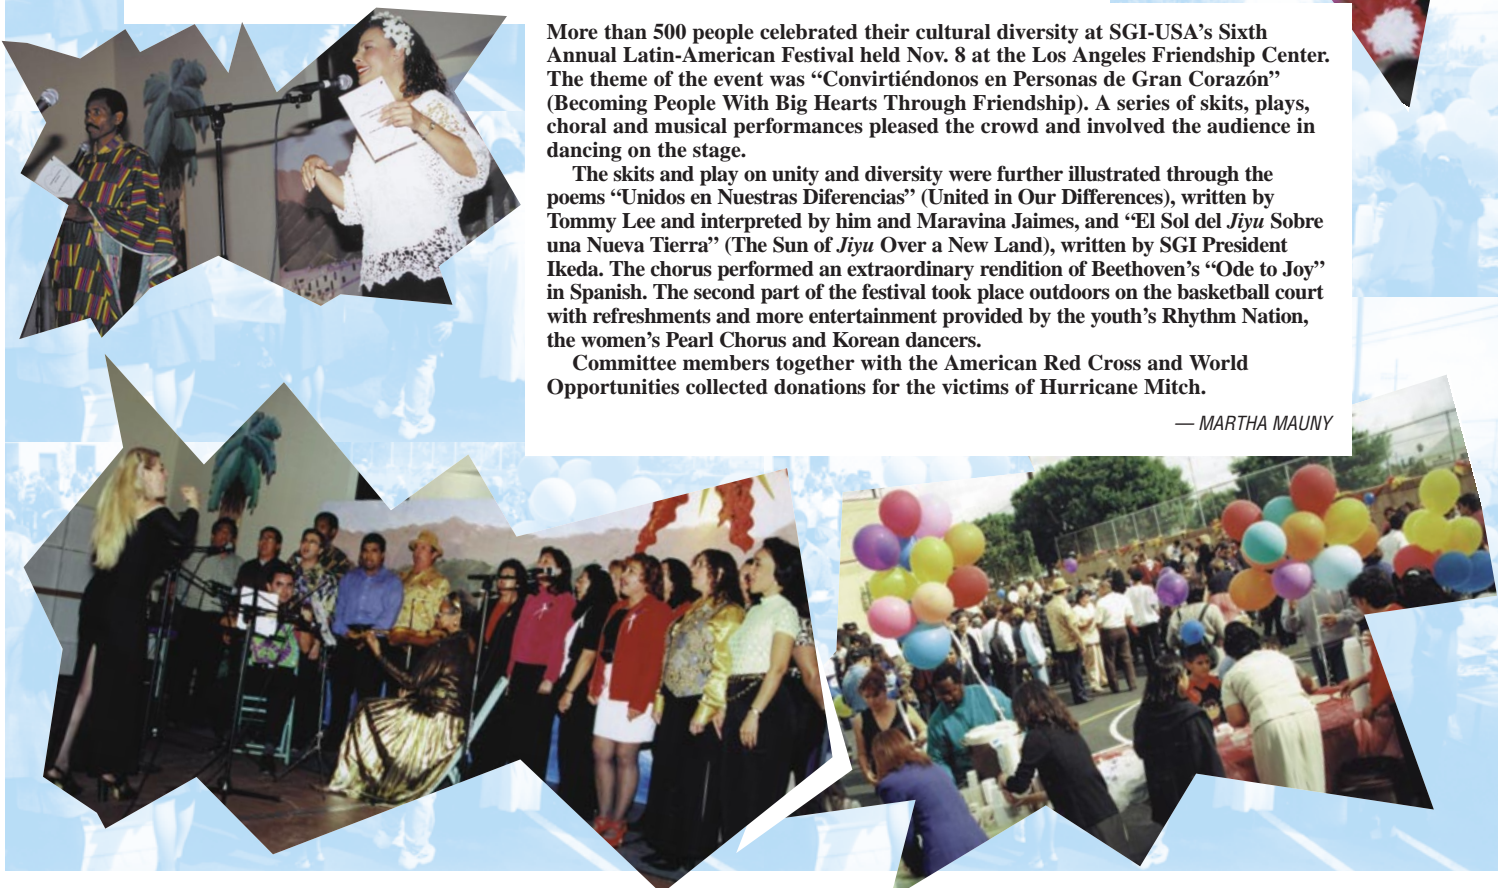 More than 500 people celebrated their cultural diversity at SGI-USA’s Sixth
Annual Latin-American Festival held Nov. 8 at the Los Angeles Friendship Center.
The theme of the event was “Convirtiéndonos en Personas de Gran Corazón”
(Becoming People With Big Hearts Through Friendship). A series of skits, plays,
choral and musical performances pleased the crowd and involved the audience in
dancing on the stage.
The skits and play on unity and diversity were further illustrated through the
poems “Unidos en Nuestras Diferencias” (United in Our Differences), written by
Tommy Lee and interpreted by him and Maravina Jaimes, and “El Sol del Jiyu Sobre
una Nueva Tierra” (The Sun of Jiyu Over a New Land), written by SGI President
Ikeda. The chorus performed an extraordinary rendition of Beethoven’s “Ode to Joy”
in Spanish. The second part of the festival took place outdoors on the basketball court
with refreshments and more entertainment provided by the youth’s Rhythm Nation,
the women’s Pearl Chorus and Korean dancers.
Committee members together with the American Red Cross and World
Opportunities collected donations for the victims of Hurricane Mitch.
— MARTHA MAUNY